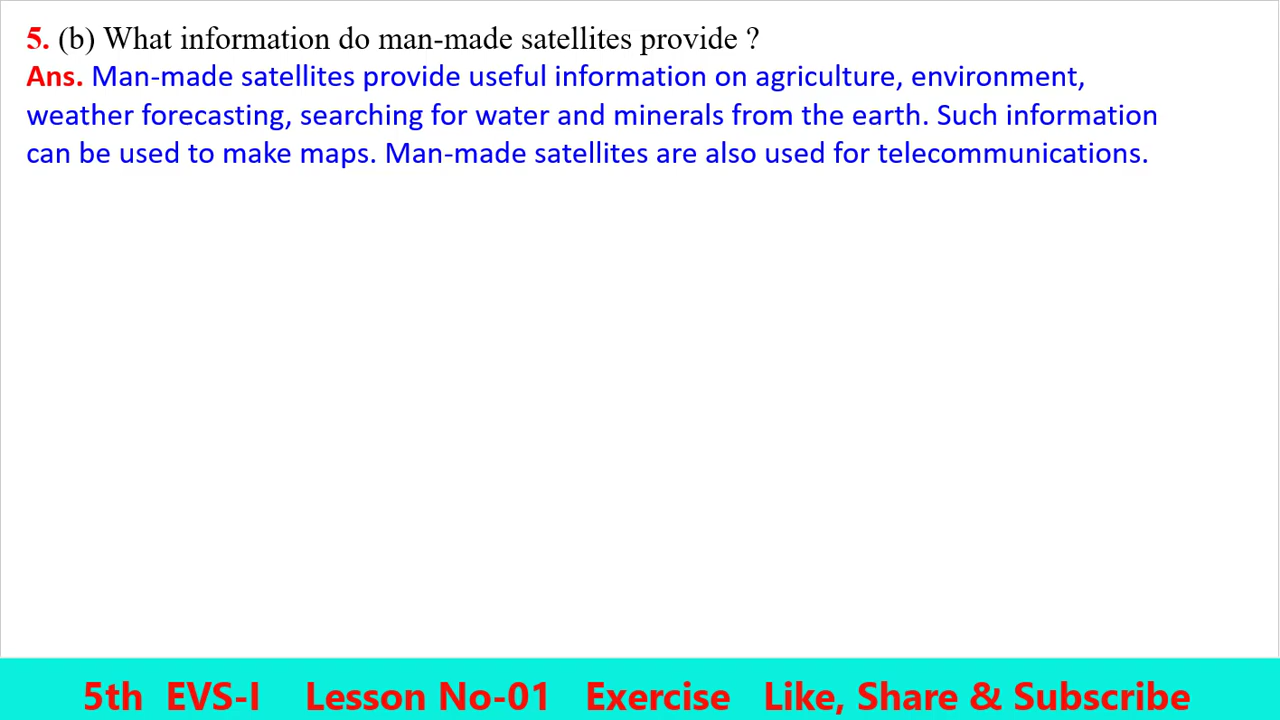 5. (b) What information do man-made satellites provide ?
Ans. Man-made satellites provide useful information on agriculture, environment,
weather forecasting, searching for water and minerals from the earth. Such information
can be used to make maps. Man-made satellites are also used for telecommunications.
5th EVS-I Lesson No-01 Exercise Like, Share & Subscribe